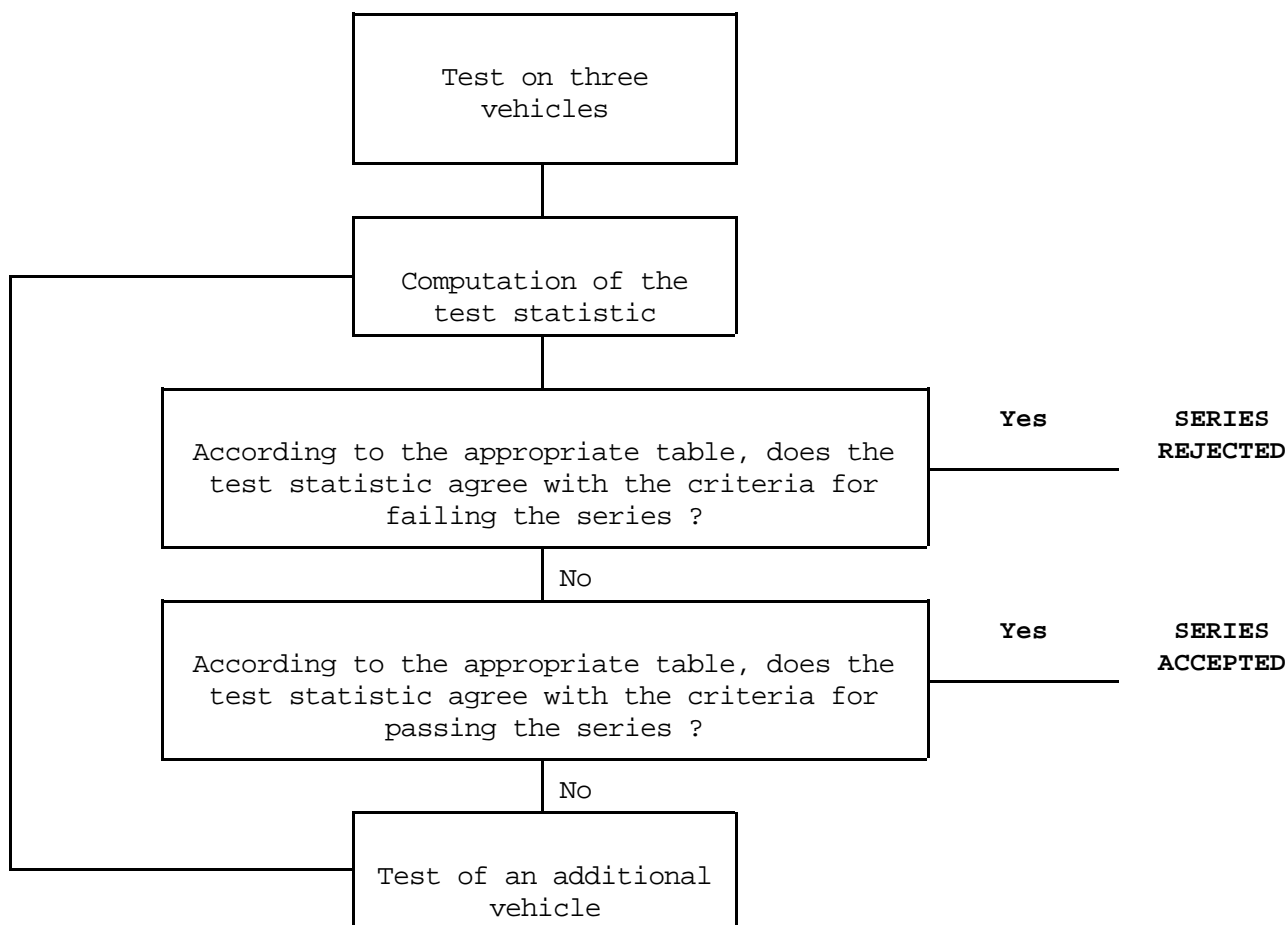 Test on three
vehicles
Computation of the
test statistic
According to the appropriate table, does the
test statistic agree with the criteria for
failing the series ?
Yes
SERIES
REJECTED
No
According to the appropriate table, does the
test statistic agree with the criteria for
passing the series ?
Yes
SERIES
ACCEPTED
No
Test of an additional
vehicle